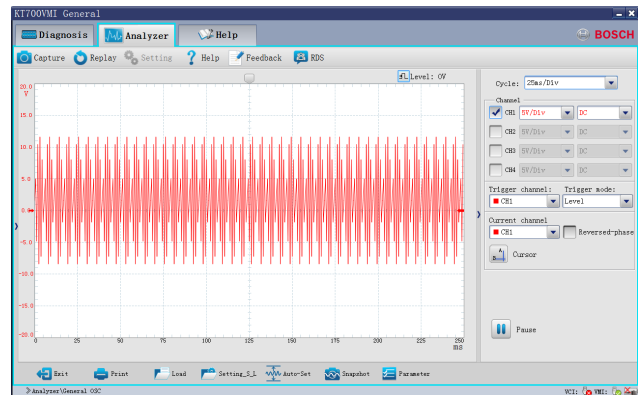 KT700VMI General
Diagnosis Analyzer Help
BOSCH
Capture Replay Setting Help Feedback RDS
Level: 0V
Cycle: 25ms/Div
Channel
CH1 5V/Div DC
CH2 5V/Div DC
CH3 5V/Div DC
CH4 5V/Div DC
Trigger channel: Trigger mode:
CH1 Level
Current channel
CH1 Reversed-phase
Cursor
Pause
20.0
V
15.0
10.0
5.0
0.0
-5.0
-10.0
-15.0
-20.0
0 25 50 75 100 125 150 175 200 225 250
ms
Exit Print Load Setting_S_L Auto-Set Snapshot Parameter
Analyzer\General OSC
VCI: VMI: